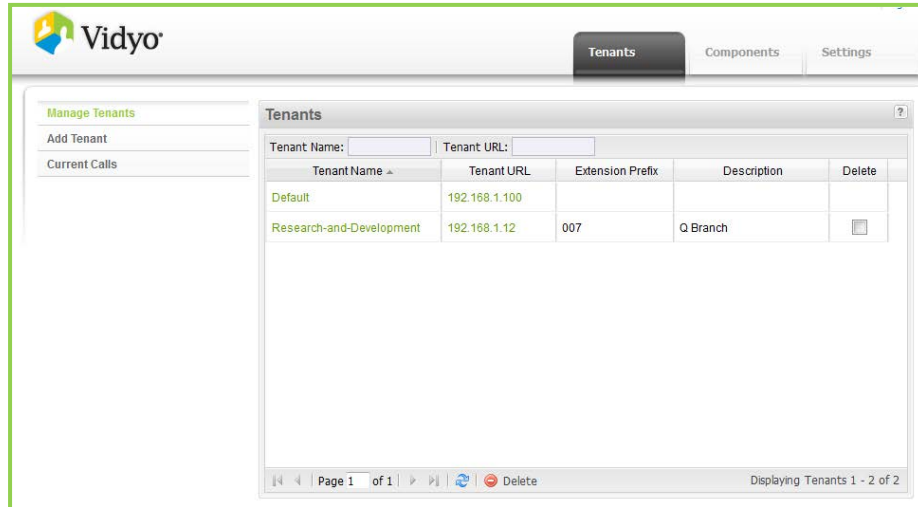 Vidyo
Tenants Components Settings
Manage Tenants
Add Tenant
Current Calls
Tenants ?
Tenant Name: Tenant URL:
Tenant Name Tenant URL Extension Prefix Description Delete
Default 192.168.1.100
Research-and-Development 192.168.1.12 007 Q Branch
Page 1 of 1 Delete Displaying Tenants 1 - 2 of 2